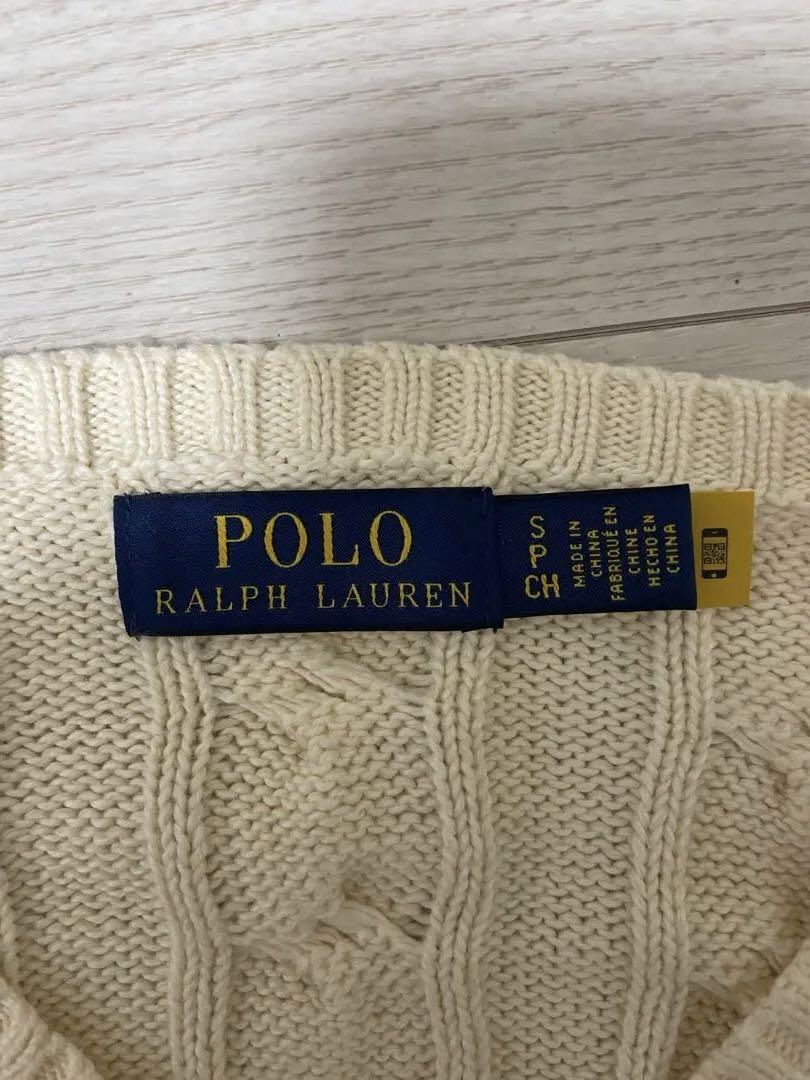 POLO
RALPH LAUREN
S
P
CH
MADE IN
CHINA
FABRIQUÉ EN
CHINE
HECHO EN
CHINA